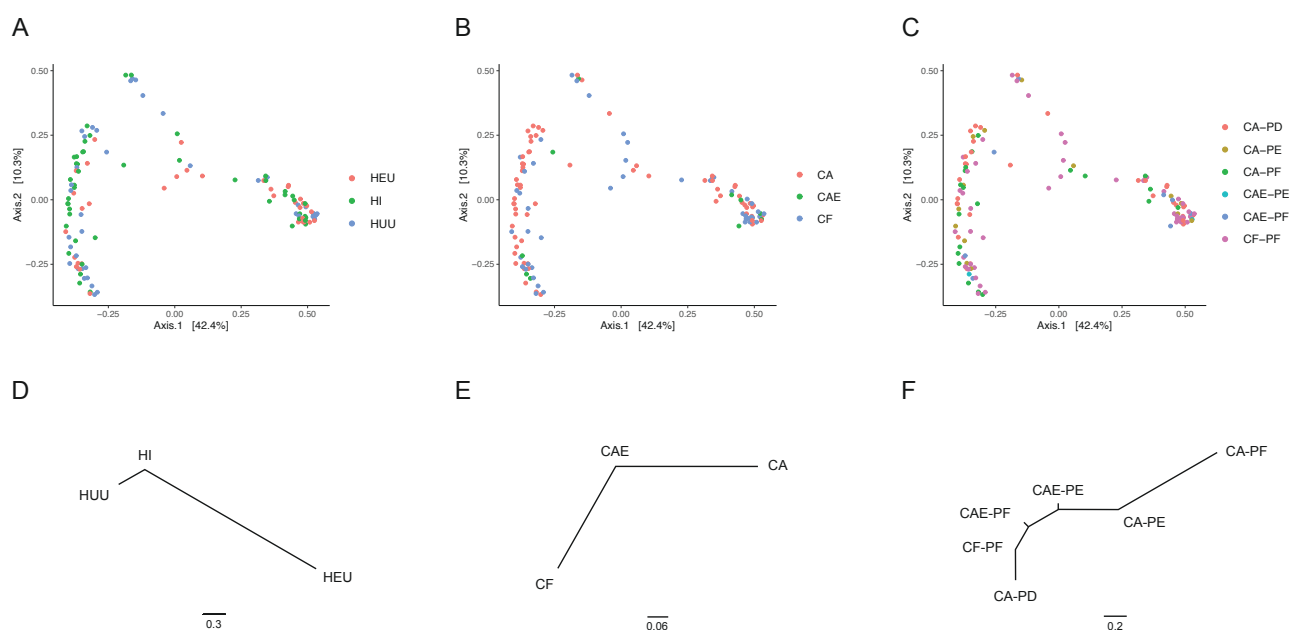 A
B
C
0.50
0.25
0.00
−0.25
Axis.2 [10.3%]
−0.25
0.00
0.25
0.50
Axis.1 [42.4%]
HEU
HI
HUU
0.50
0.25
0.00
−0.25
Axis.2 [10.3%]
−0.25
0.00
0.25
0.50
Axis.1 [42.4%]
CA
CAE
CF
0.50
0.25
0.00
−0.25
Axis.2 [10.3%]
−0.25
0.00
0.25
0.50
Axis.1 [42.4%]
CA−PD
CA−PE
CA−PF
CAE−PE
CAE−PF
CF−PF
D
E
F
HI
HUU
HEU
0.3
CAE
CA
CF
0.06
CA-PF
CAE-PE
CAE-PF
CA-PE
CF-PF
CA-PD
0.2